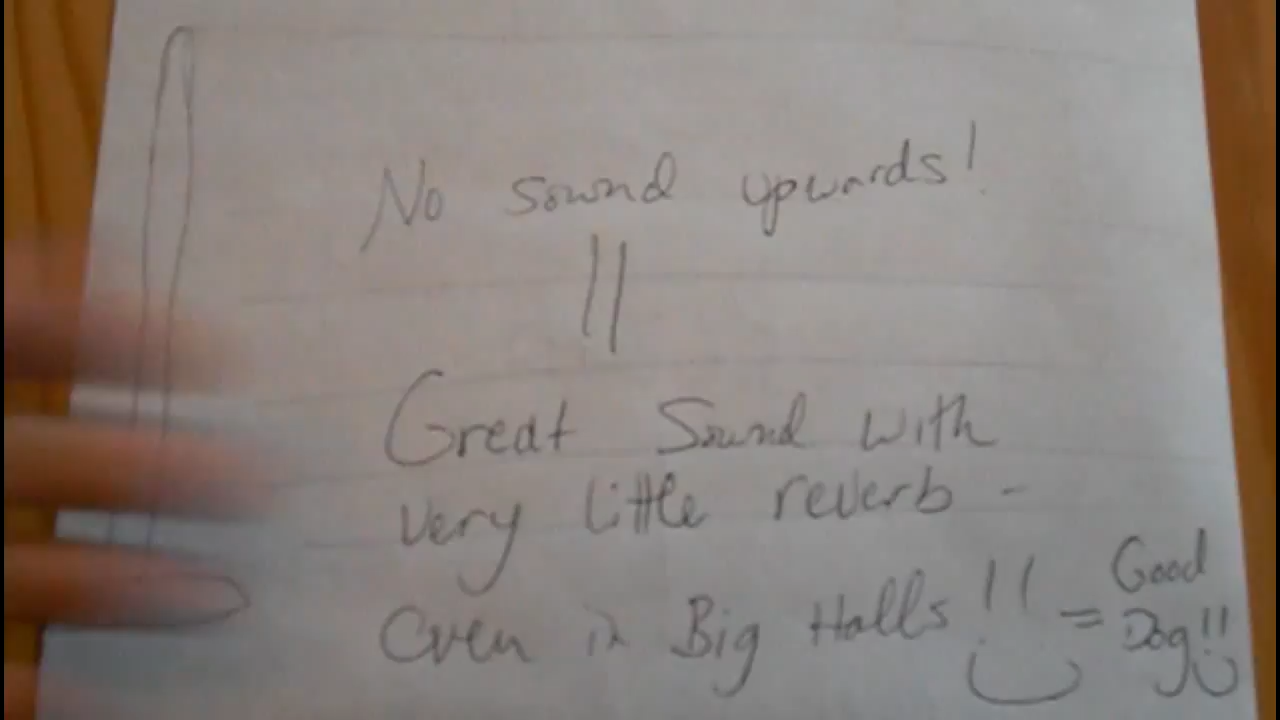 No sound upwards!
||
Great Sound with
very little reverb -
even in Big Halls !! = Good
Dog!!